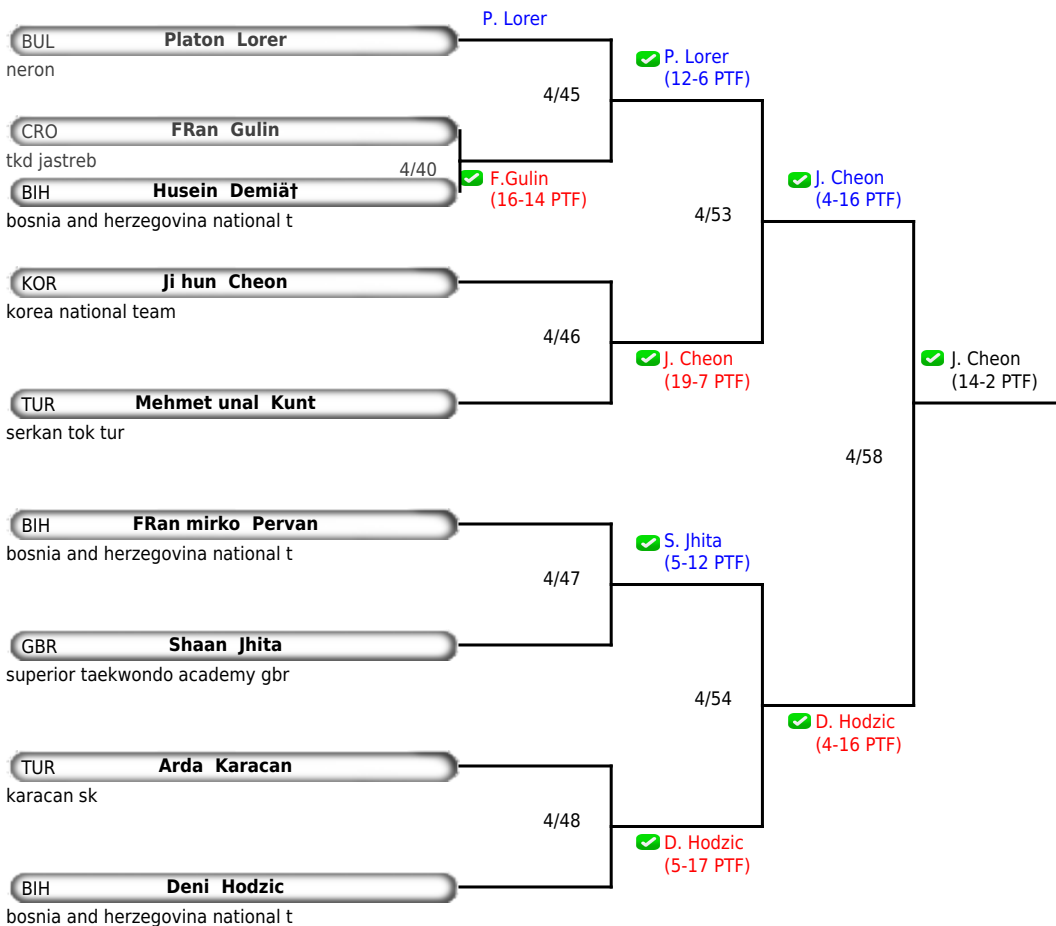 P. Lorer
BUL Platon Lorer
neron
P. Lorer
(12-6 PTF)
4/45
CRO FRan Gulin
tkd jastreb
4/40
F.Gulin
(16-14 PTF)
BIH Husein Demiä†
bosnia and herzegovina national t
J. Cheon
(4-16 PTF)
4/53
KOR Ji hun Cheon
korea national team
4/46
J. Cheon
(19-7 PTF)
J. Cheon
(14-2 PTF)
TUR Mehmet unal Kunt
serkan tok tur
4/58
BIH FRan mirko Pervan
bosnia and herzegovina national t
S. Jhita
(5-12 PTF)
4/47
GBR Shaan Jhita
superior taekwondo academy gbr
4/54
D. Hodzic
(4-16 PTF)
TUR Arda Karacan
karacan sk
4/48
D. Hodzic
(5-17 PTF)
BIH Deni Hodzic
bosnia and herzegovina national t